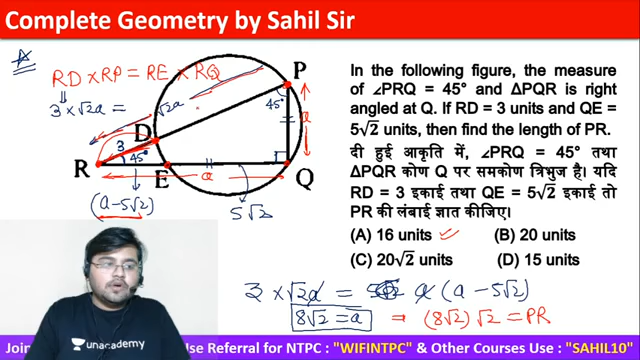 Complete Geometry by Sahil Sir
RD × RP = RE × RQ
3 × √2a =
√2a
P
45°
a
D
3
45°
R
E
a
Q
(a − 5√2)
5√2
In the following figure, the measure
of ∠PRQ = 45° and ΔPQR is right
angled at Q. If RD = 3 units and QE =
5√2 units, then find the length of PR.
दी हुई आकृति में, ∠PRQ = 45° तथा
ΔPQR कोण Q पर समकोण त्रिभुज है। यदि
RD = 3 इकाई तथा QE = 5√2 इकाई तो
PR की लंबाई ज्ञात कीजिए।
(A) 16 units (B) 20 units
(C) 20√2 units (D) 15 units
3 × √2a = a (a − 5√2)
8√2 = a ⇒ (8√2) √2 = PR
unacademy
Use Referral for NTPC : "WIFINTPC" & Other Courses Use : "SAHIL10"